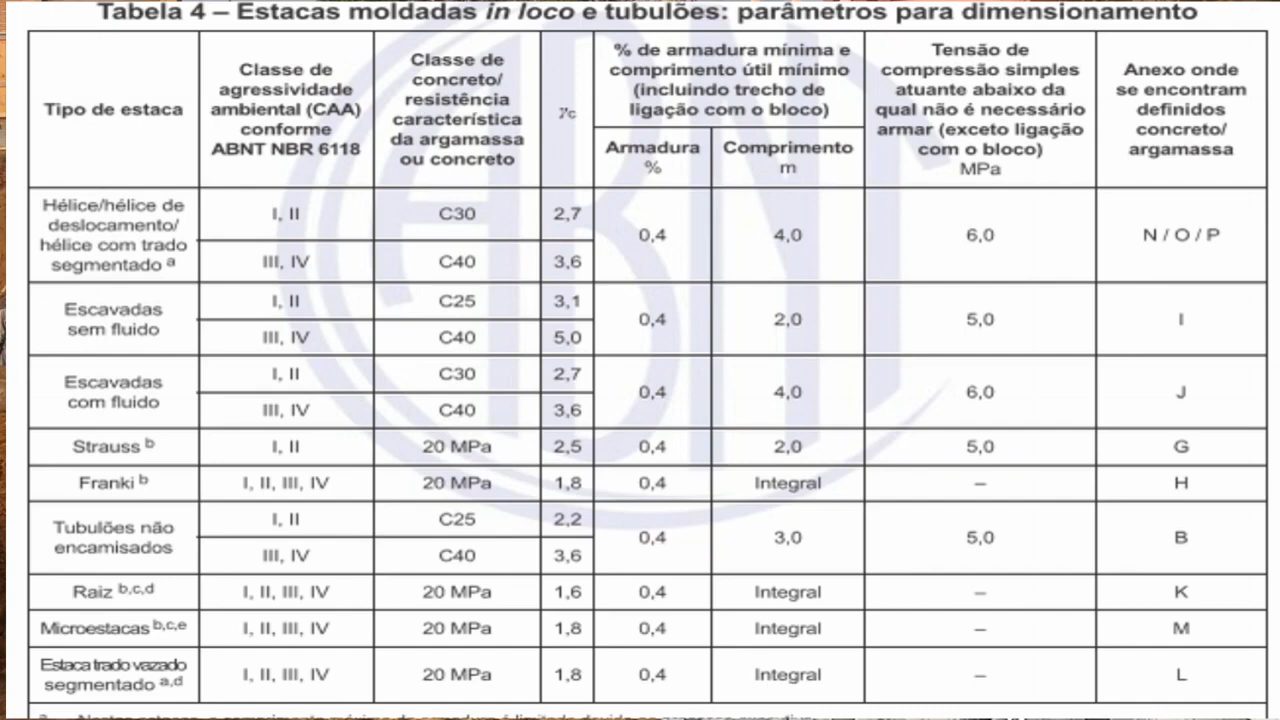 Tabela 4 – Estacas moldadas in loco e tubulões: parâmetros para dimensionamento
Tipo de estaca
Classe de
agressividade
ambiental (CAA)
conforme
ABNT NBR 6118
Classe de
concreto/
resistência
característica
da argamassa
ou concreto
γc
% de armadura mínima e
comprimento útil mínimo
(incluindo trecho de
ligação com o bloco)
Armadura
%
Comprimento
m
Tensão de
compressão simples
atuante abaixo da
qual não é necessário
armar (exceto ligação
com o bloco)
MPa
Anexo onde
se encontram
definidos
concreto/
argamassa
Hélice/hélice de
deslocamento/
hélice com trado
segmentado a
I, II
C30
2,7
III, IV
C40
3,6
0,4
4,0
6,0
N / O / P
Escavadas
sem fluido
I, II
C25
3,1
III, IV
C40
5,0
0,4
2,0
5,0
I
Escavadas
com fluido
I, II
C30
2,7
III, IV
C40
3,6
0,4
4,0
6,0
J
Strauss b
I, II
20 MPa
2,5
0,4
2,0
5,0
G
Franki b
I, II, III, IV
20 MPa
1,8
0,4
Integral
–
H
Tubulões não
encamisados
I, II
C25
2,2
III, IV
C40
3,6
0,4
3,0
5,0
B
Raiz b,c,d
I, II, III, IV
20 MPa
1,6
0,4
Integral
–
K
Microestacas b,c,e
I, II, III, IV
20 MPa
1,8
0,4
Integral
–
M
Estaca trado vazado
segmentado a,d
I, II, III, IV
20 MPa
1,8
0,4
Integral
–
L
ABNT